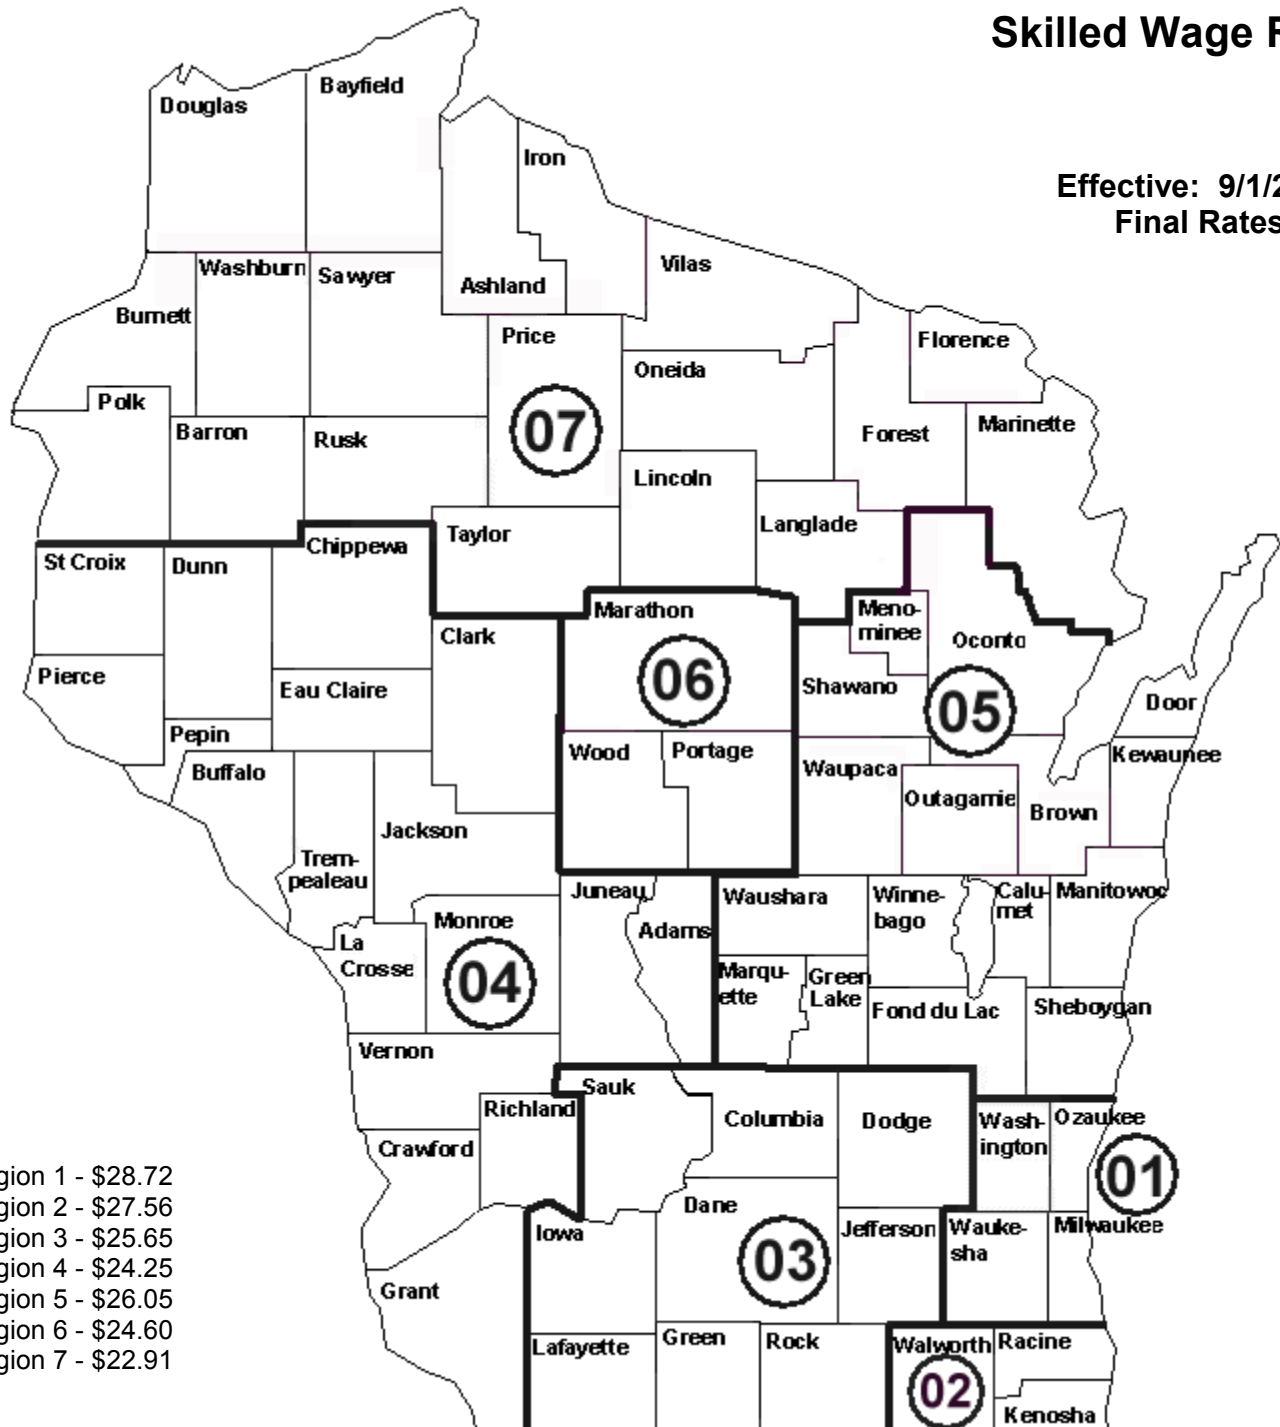 Skilled Wage
Effective: 9/1/2
Final Rates
Douglas
Bayfield
Iron
Vilas
Washburn
Sawyer
Ashland
Burnett
Price
Florence
Oneida
Polk
Barron
Rusk
07
Forest
Marinette
Lincoln
Langlade
Taylor
Chippewa
St Croix
Dunn
Marathon
Meno-
minee
Clark
Oconto
Pierce
Eau Claire
06
Shawano
05
Door
Pepin
Buffalo
Wood
Portage
Waupaca
Kewaunee
Outagamie
Brown
Jackson
Trem-
pealeau
Juneau
Waushara
Winne-
bago
Calu-
met
Manitowoc
Monroe
Adams
La
Crosse
04
Marqu-
ette
Green
Lake
Fond du Lac
Sheboygan
Vernon
Sauk
Richland
Columbia
Dodge
Wash-
ington
Ozaukee
Crawford
01
Dane
Iowa
Jefferson
Wauke-
sha
Milwaukee
03
Grant
Lafayette
Green
Rock
Walworth
Racine
02
Kenosha
gion 1 - $28.72
gion 2 - $27.56
gion 3 - $25.65
gion 4 - $24.25
gion 5 - $26.05
gion 6 - $24.60
gion 7 - $22.91